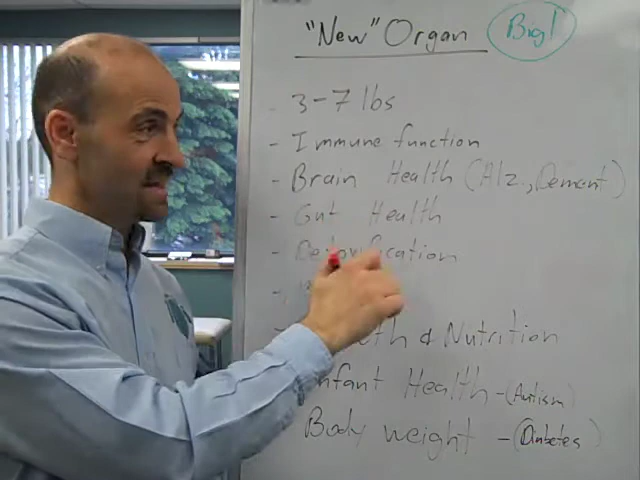 "New" Organ Big!
- 3-7 lbs
- Immune function
- Brain Health (Alz., Dement)
- Gut Health
- Detoxification
-
& Nutrition
Infant Health - (Autism)
Body weight - (Diabetes)